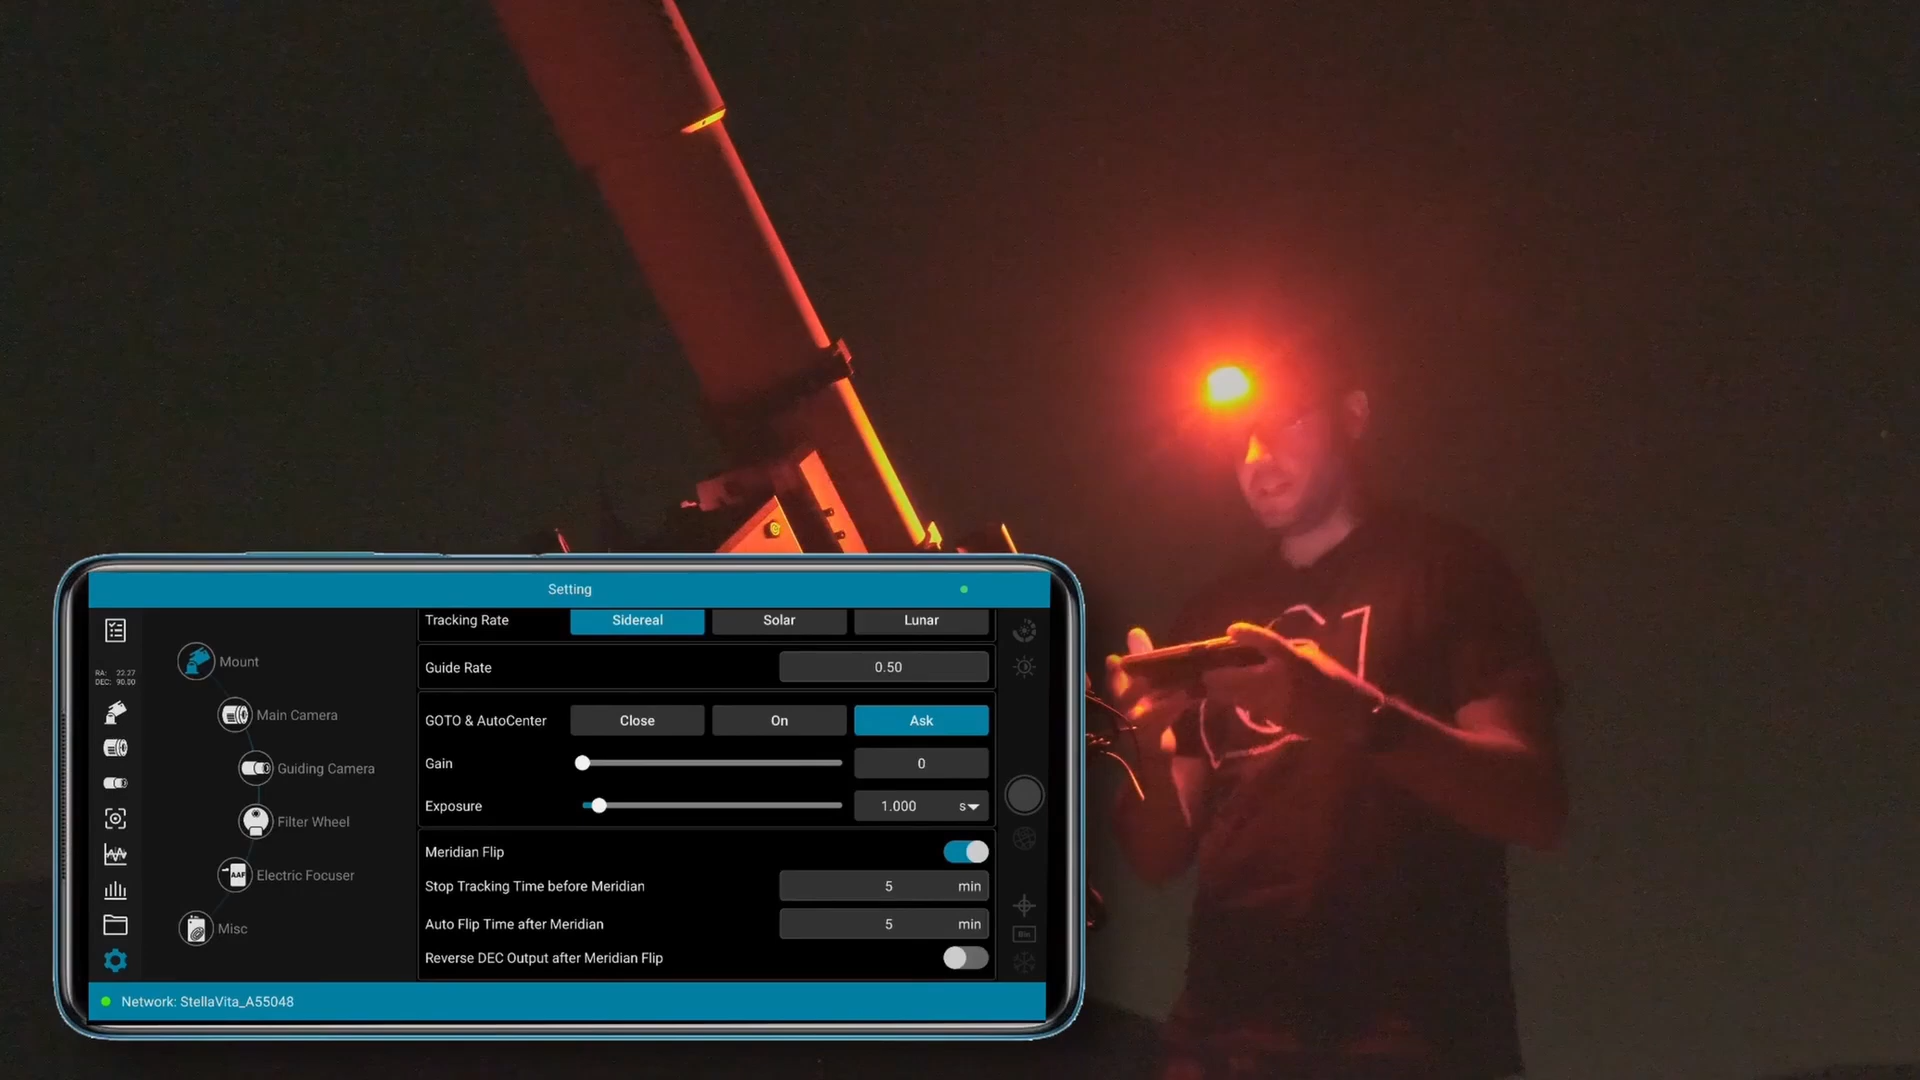 Setting
Tracking Rate Sidereal Solar Lunar
RA: 22.27
DEC: 90.00
Mount
Guide Rate 0.50
Main Camera
GOTO & AutoCenter Close On Ask
Guiding Camera
Gain 0
Exposure 1.000 s
Filter Wheel
Meridian Flip
Electric Focuser
AAF
Stop Tracking Time before Meridian 5 min
Misc
Auto Flip Time after Meridian 5 min
Bin
Reverse DEC Output after Meridian Flip
Network: StellaVita_A55048